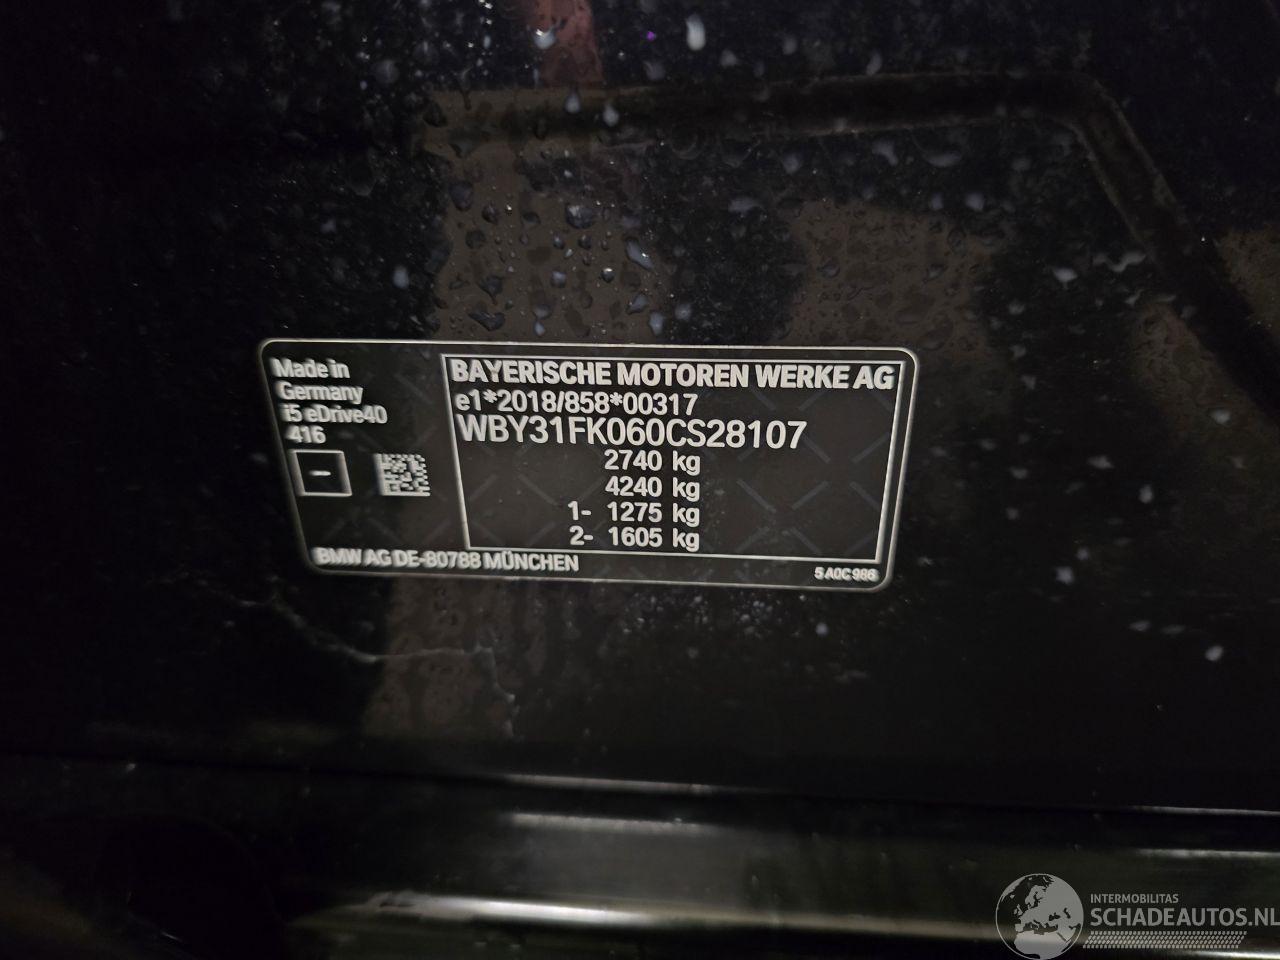 Made in
Germany
i5 eDrive40
416
-
BAYERISCHE MOTOREN WERKE AG
e1*2018/858*00317
WBY31FK060CS28107
2740 kg
4240 kg
1- 1275 kg
2- 1605 kg
BMW AG DE-80788 MÜNCHEN
5 A0C 986
INTERMOBILITAS
SCHADEAUTOS.NL